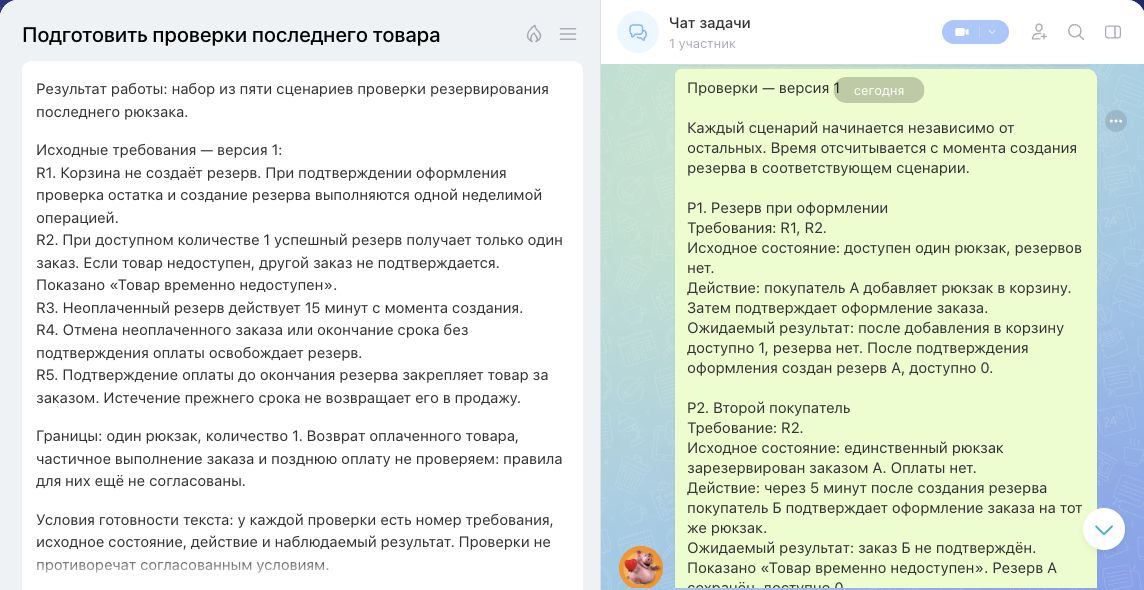 Подготовить проверки последнего товара
Результат работы: набор из пяти сценариев проверки резервирования
последнего рюкзака.
Исходные требования — версия 1:
R1. Корзина не создаёт резерв. При подтверждении оформления
проверка остатка и создание резерва выполняются одной неделимой
операцией.
R2. При доступном количестве 1 успешный резерв получает только один
заказ. Если товар недоступен, другой заказ не подтверждается.
Показано «Товар временно недоступен».
R3. Неоплаченный резерв действует 15 минут с момента создания.
R4. Отмена неоплаченного заказа или окончание срока без
подтверждения оплаты освобождает резерв.
R5. Подтверждение оплаты до окончания резерва закрепляет товар за
заказом. Истечение прежнего срока не возвращает его в продажу.
Границы: один рюкзак, количество 1. Возврат оплаченного товара,
частичное выполнение заказа и позднюю оплату не проверяем: правила
для них ещё не согласованы.
Условия готовности текста: у каждой проверки есть номер требования,
исходное состояние, действие и наблюдаемый результат. Проверки не
противоречат согласованным условиям.
Чат задачи
1 участник
Проверки — версия 1
сегодня
Каждый сценарий начинается независимо от
остальных. Время отсчитывается с момента создания
резерва в соответствующем сценарии.
P1. Резерв при оформлении
Требования: R1, R2.
Исходное состояние: доступен один рюкзак, резервов
нет.
Действие: покупатель А добавляет рюкзак в корзину.
Затем подтверждает оформление заказа.
Ожидаемый результат: после добавления в корзину
доступно 1, резерва нет. После подтверждения
оформления создан резерв А, доступно 0.
P2. Второй покупатель
Требование: R2.
Исходное состояние: единственный рюкзак
зарезервирован заказом А. Оплаты нет.
Действие: через 5 минут после создания резерва
покупатель Б подтверждает оформление заказа на тот
же рюкзак.
Ожидаемый результат: заказ Б не подтверждён.
Показано «Товар временно недоступен». Резерв А
сохранён, доступно 0.